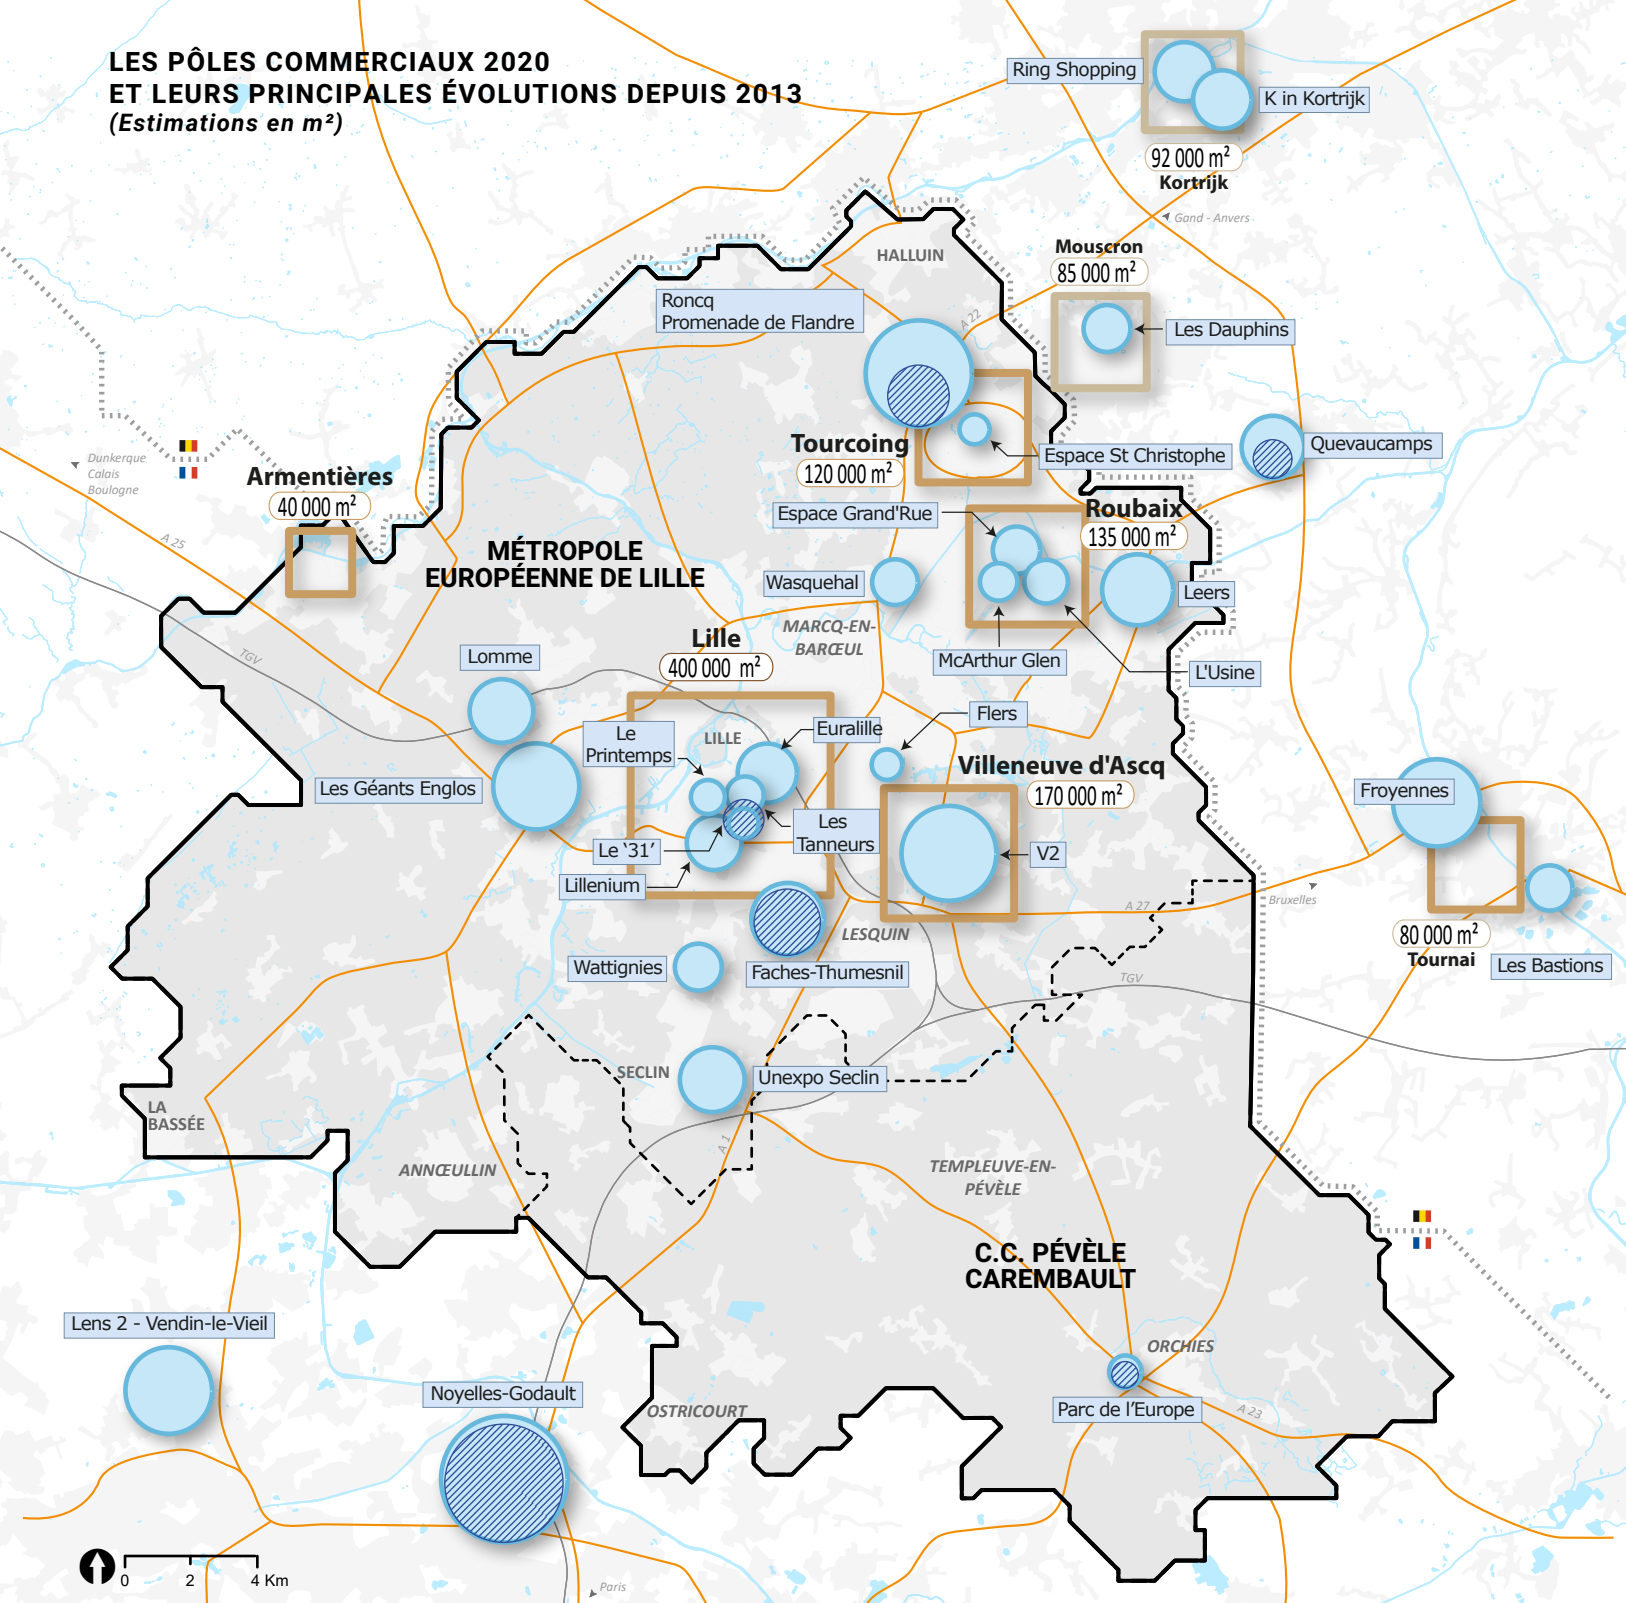 LES PÔLES COMMERCIAUX 2020
ET LEURS PRINCIPALES ÉVOLUTIONS DEPUIS 2013
(Estimations en m²)
Ring Shopping
K in Kortrijk
92 000 m²
Kortrijk
Gand - Anvers
Mouscron
85 000 m²
Les Dauphins
HALLUIN
Roncq
Promenade de Flandre
A 22
Quevaucamps
Tourcoing
120 000 m²
Espace St Christophe
Dunkerque
Calais
Boulogne
Armentières
40 000 m²
A 25
MÉTROPOLE
EUROPÉENNE DE LILLE
Espace Grand'Rue
Roubaix
135 000 m²
Wasquehal
Leers
MARCQ-EN-
BARŒUL
McArthur Glen
L'Usine
TGV
Lomme
Lille
400 000 m²
Flers
Le
Printemps
LILLE
Euralille
Villeneuve d'Ascq
170 000 m²
Les Géants Englos
Froyennes
Les
Tanneurs
Le ‘31’
V2
Lillenium
A 27
Bruxelles
LESQUIN
80 000 m²
Tournai
Les Bastions
Wattignies
Faches-Thumesnil
TGV
SECLIN
Unexpo Seclin
LA
BASSÉE
A 1
ANNŒULLIN
TEMPLEUVE-EN-
PÉVÈLE
C.C. PÉVÈLE
CAREMBAULT
Lens 2 - Vendin-le-Vieil
ORCHIES
Noyelles-Godault
OSTRICOURT
Parc de l’Europe
A 23
0 2 4 Km
Paris